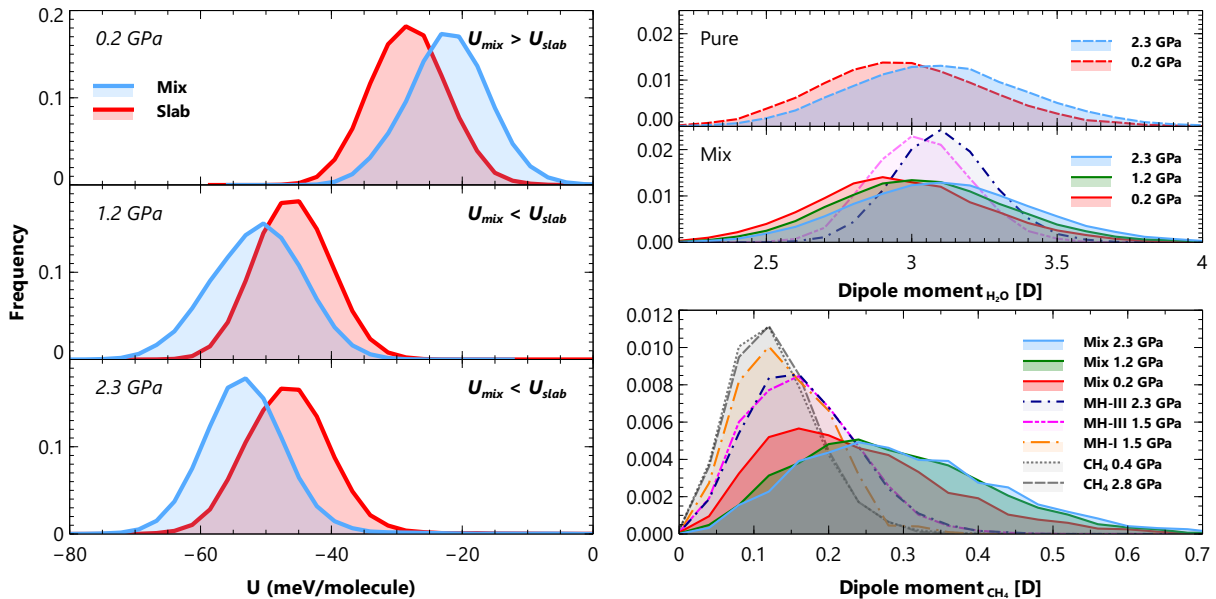 0.2 GPa
U_mix > U_slab
Mix
Slab
0.2
0.1
0
1.2 GPa
U_mix < U_slab
0.1
0
2.3 GPa
U_mix < U_slab
0.1
0
Frequency
−80 −60 −40 −20 0
U (meV/molecule)
Pure
2.3 GPa
0.2 GPa
0.02
0.01
0.00
Mix
2.3 GPa
1.2 GPa
0.2 GPa
0.02
0.01
0.00
2.5 3 3.5 4
Dipole moment H₂O [D]
0.012
0.010
0.008
0.006
0.004
0.002
0.000
Mix 2.3 GPa
Mix 1.2 GPa
Mix 0.2 GPa
MH-III 2.3 GPa
MH-III 1.5 GPa
MH-I 1.5 GPa
CH₄ 0.4 GPa
CH₄ 2.8 GPa
0 0.1 0.2 0.3 0.4 0.5 0.6 0.7
Dipole moment CH₄ [D]